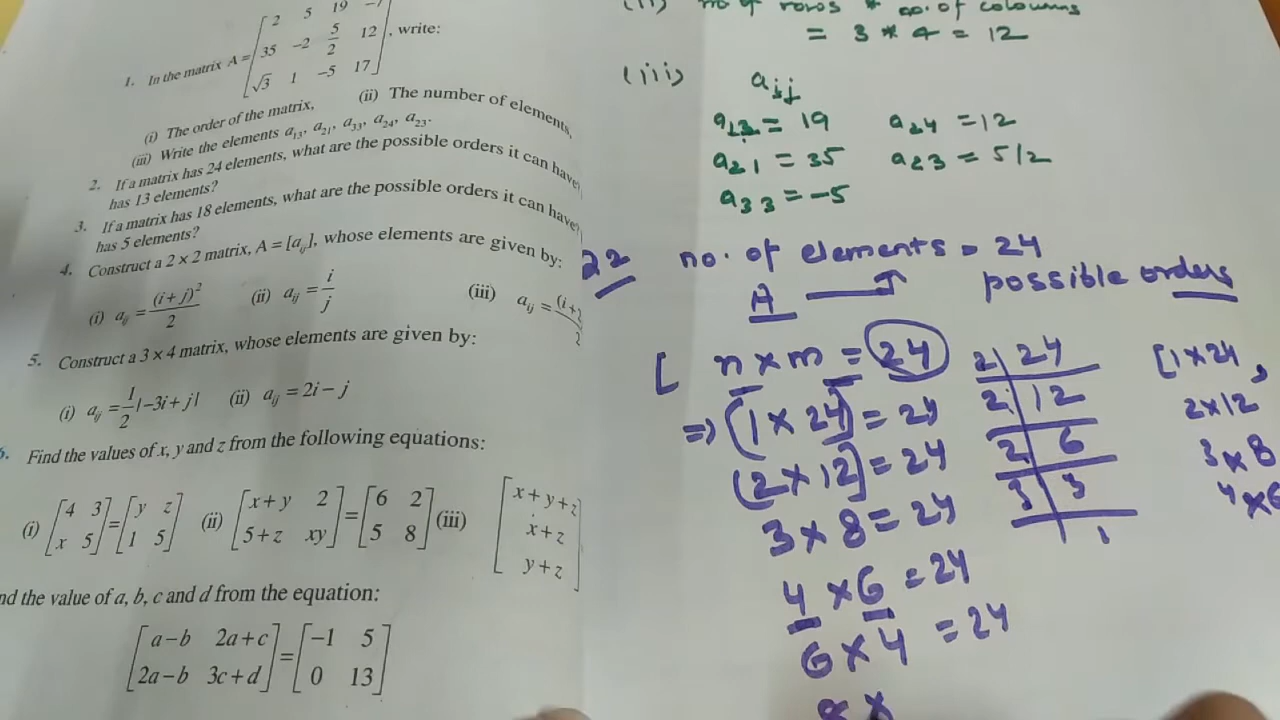 1. In the matrix A = [2 5 19 −7
35 −2 5/2 12
√3 1 −5 17], write:
(i) The order of the matrix, (ii) The number of elements,
(iii) Write the elements a₁₃, a₂₁, a₃₃, a₂₄, a₂₃.
2. If a matrix has 24 elements, what are the possible orders it can have?
has 13 elements?
3. If a matrix has 18 elements, what are the possible orders it can have?
has 5 elements?
4. Construct a 2 × 2 matrix, A = [aᵢⱼ], whose elements are given by:
(i) aᵢⱼ = (i + j)²/2 (ii) aᵢⱼ = i/j (iii) aᵢⱼ = (i +
5. Construct a 3 × 4 matrix, whose elements are given by:
(i) aᵢⱼ = 1/2 |−3i + j| (ii) aᵢⱼ = 2i − j
Find the values of x, y and z from the following equations:
(i) [4 3
x 5] = [y z
1 5] (ii) [x + y 2
5 + z xy] = [6 2
5 8] (iii) [x + y + z
x + z
y + z]
nd the value of a, b, c and d from the equation:
[a − b 2a + c
2a − b 3c + d] = [−1 5
0 13]
(ii) no of rows * no. of coloumns
= 3 * 4 = 12
(iii) aᵢⱼ
a₁₃ = 19 a₂₄ = 12
a₂₁ = 35 a₂₃ = 5/2
a₃₃ = −5
no. of elements = 24
A possible orders
[ n × m = 24
⇒ (1 × 24) = 24
(2 × 12) = 24
3 × 8 = 24
4 × 6 = 24
6 × 4 = 24
8 ×
2 | 24
2 | 12
2 | 6
3 | 3
1
[1 × 24,
2 × 12
3 × 8
4 × 6